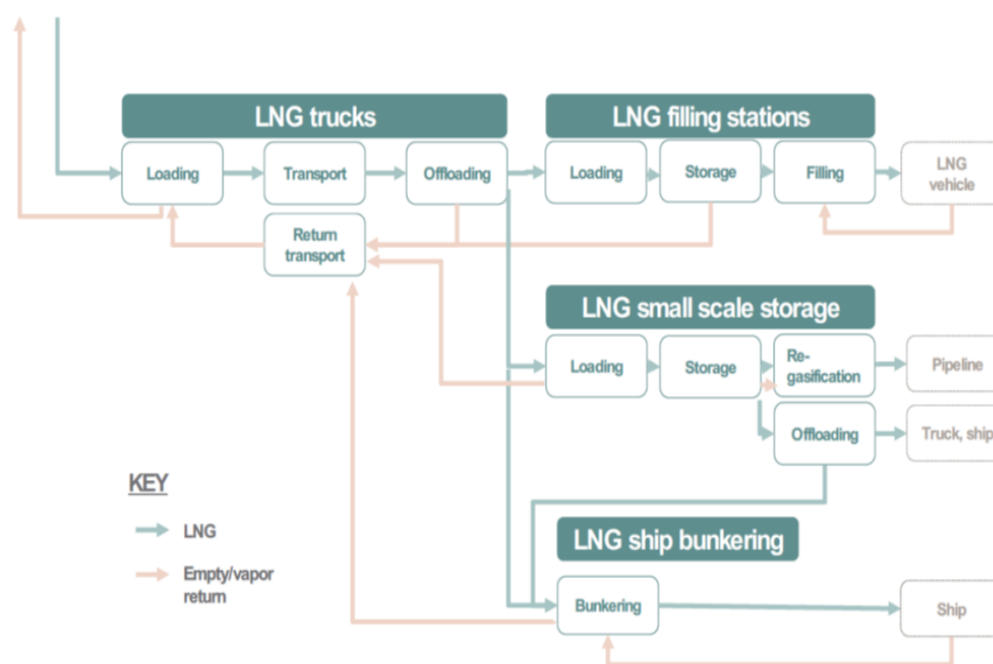 LNG trucks
LNG filling stations
Loading
Transport
Offloading
Loading
Storage
Filling
LNG
vehicle
Return
transport
LNG small scale storage
Loading
Storage
Re-
gasification
Pipeline
Offloading
Truck, ship
KEY
LNG
Empty/vapor
return
LNG ship bunkering
Bunkering
Ship